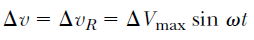 Δv = Δv_R = ΔV_max sin ωt